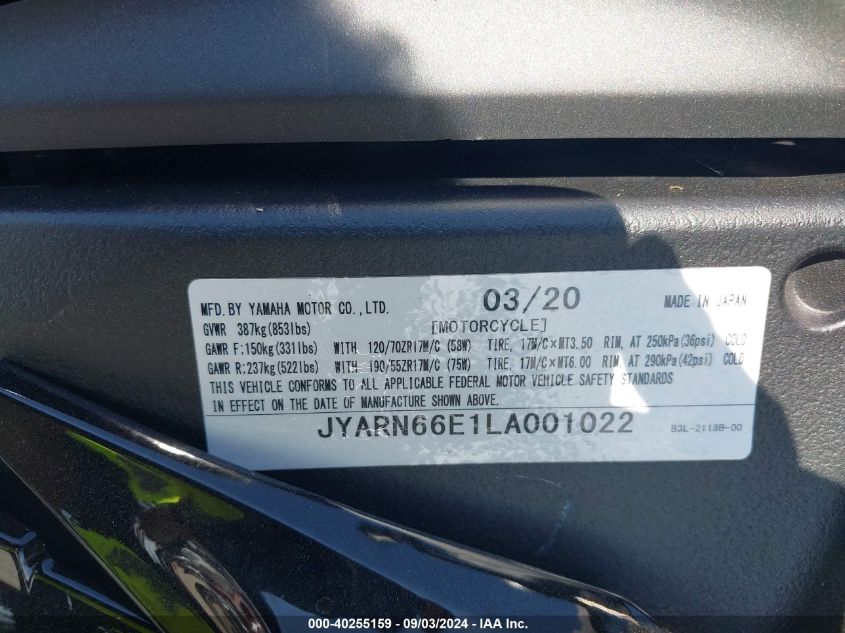 MFD. BY YAMAHA MOTOR CO., LTD. 03/20 MADE IN JAPAN
GVWR 387kg(853lbs) [MOTORCYCLE]
GAWR F:150kg(331lbs) WITH 120/70ZR17M/C (58W) TIRE, 17M/C×MT3.50 RIM, AT 250kPa(36psi) COLD
GAWR R:237kg(522lbs) WITH 190/55ZR17M/C (75W) TIRE, 17M/C×MT6.00 RIM, AT 290kPa(42psi) COLD
THIS VEHICLE CONFORMS TO ALL APPLICABLE FEDERAL MOTOR VEHICLE SAFETY STANDARDS
IN EFFECT ON THE DATE OF MANUFACTURE SHOWN ABOVE.
JYARN66E1LA001022 B3L-2118B-00
000-40255159 - 09/03/2024 - IAAI.COM